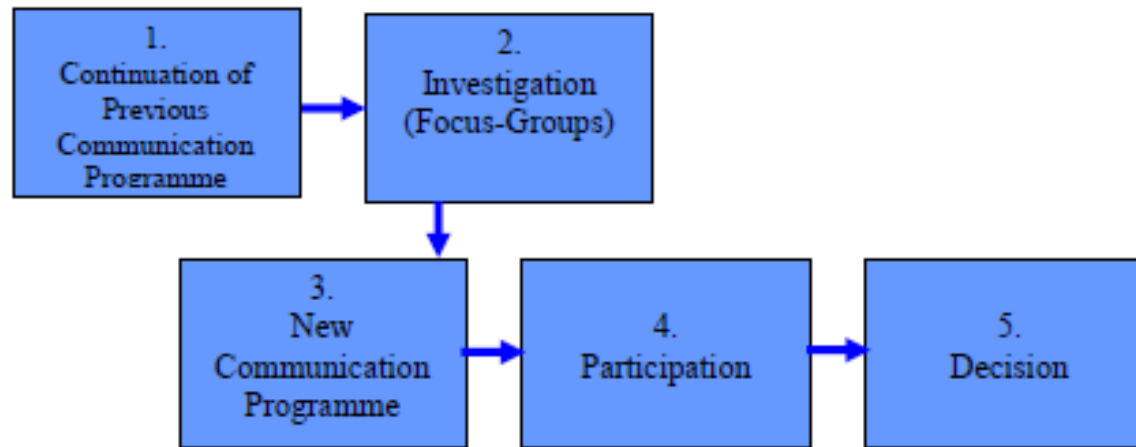 1.
Continuation of
Previous
Communication
Programme
2.
Investigation
(Focus-Groups)
3.
New
Communication
Programme
4.
Participation
5.
Decision